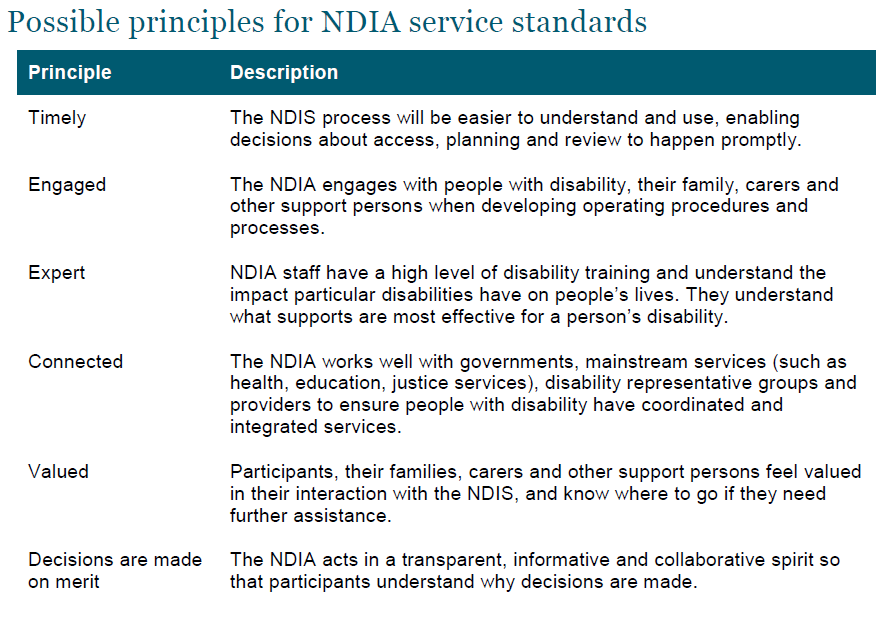 Possible principles for NDIA service standards
Principle Description
Timely The NDIS process will be easier to understand and use, enabling
decisions about access, planning and review to happen promptly.
Engaged The NDIA engages with people with disability, their family, carers and
other support persons when developing operating procedures and
processes.
Expert NDIA staff have a high level of disability training and understand the
impact particular disabilities have on people’s lives. They understand
what supports are most effective for a person’s disability.
Connected The NDIA works well with governments, mainstream services (such as
health, education, justice services), disability representative groups and
providers to ensure people with disability have coordinated and
integrated services.
Valued Participants, their families, carers and other support persons feel valued
in their interaction with the NDIS, and know where to go if they need
further assistance.
Decisions are made The NDIA acts in a transparent, informative and collaborative spirit so
on merit that participants understand why decisions are made.